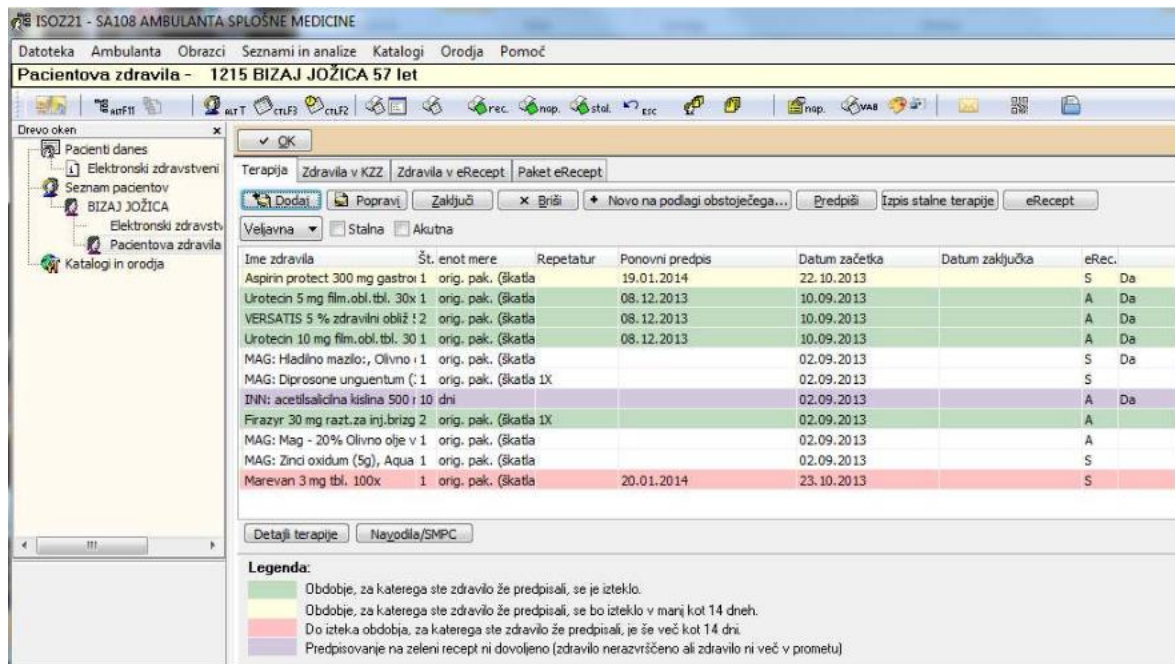 ISOZ21 - SA108 AMBULANTA SPLOŠNE MEDICINE
Datoteka Ambulanta Obrazci Seznami in analize Katalogi Orodja Pomoč
Pacientova zdravila - 1215 BIZAJ JOŽICA 57 let
ALTF11 ALT T CTLF3 CTLF2 rec. nap. stal. ESC nap. VAB
Drevo oken x
Pacienti danes
Elektronski zdravstveni
Seznam pacientov
BIZAJ JOŽICA
Elektronski zdravstv
Pacientova zdravila
Katalogi in orodja
OK
Terapija Zdravila v KZZ Zdravila v eRecept Paket eRecept
Dodaj Popravi Zaključi Briši Novo na podlagi obstoječega... Predpiši Izpis stalne terapije eRecept
Veljavna Stalna Akutna
Ime zdravila Št. enot mere Repetatur Ponovni predpis Datum začetka Datum zaključka eRec.
Aspirin protect 300 mg gastror 1 orig. pak. (škatla 19.01.2014 22.10.2013 S Da
Urotecin 5 mg film.obl.tbl. 30x 1 orig. pak. (škatla 08.12.2013 10.09.2013 A Da
VERSATIS 5 % zdravilni obliž 2 orig. pak. (škatla 08.12.2013 10.09.2013 A Da
Urotecin 10 mg film.obl.tbl. 30 1 orig. pak. (škatla 08.12.2013 10.09.2013 A Da
MAG: Hladilno mazilo:, Olivno 1 orig. pak. (škatla 02.09.2013 S Da
MAG: Diprosone unguentum ( 1 orig. pak. (škatla 1X 02.09.2013 S
INN: acetilsalicilna kislina 500 10 dni 02.09.2013 A Da
Firazyr 30 mg razt.za inj.brizg 2 orig. pak. (škatla 1X 02.09.2013 A
MAG: Mag - 20% Olivno olje v 1 orig. pak. (škatla 02.09.2013 A
MAG: Zinci oxidum (5g), Aqua 1 orig. pak. (škatla 02.09.2013 S
Marevan 3 mg tbl. 100x 1 orig. pak. (škatla 20.01.2014 23.10.2013 S
Detajli terapije Navodila/SMPC
Legenda:
Obdobje, za katerega ste zdravilo že predpisali, se je izteklo.
Obdobje, za katerega ste zdravilo že predpisali, se bo izteklo v manj kot 14 dneh.
Do izteka obdobja, za katerega ste zdravilo že predpisali, je še več kot 14 dni.
Predpisovanje na zeleni recept ni dovoljeno (zdravilo nerazvrščeno ali zdravilo ni več v prometu)